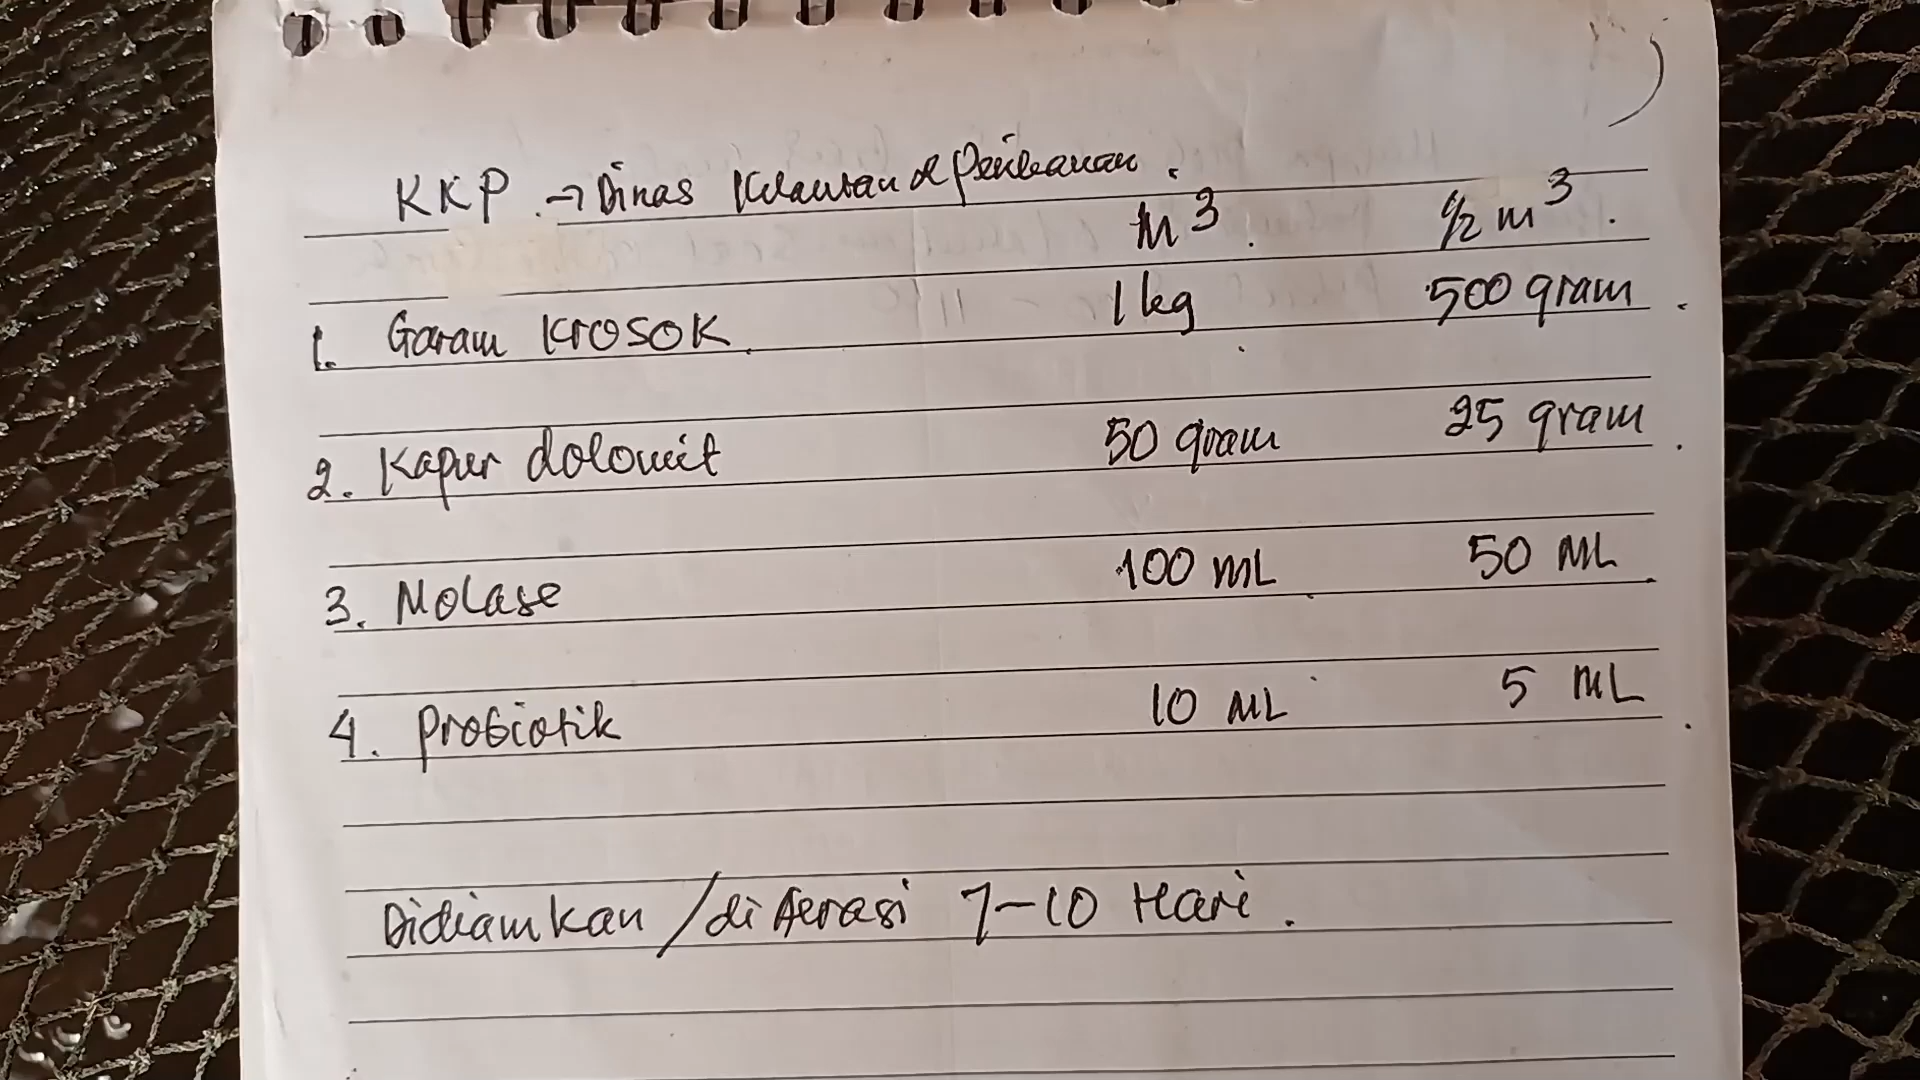 KKP → Dinas Kelautan & Perikanan.
M³. ½ m³.
1. Garam Krosok 1 kg 500 gram
2. Kapur dolomit 50 gram 25 gram
3. Molase 100 mL 50 ML
4. Probiotik 10 ML 5 mL
Didiamkan/di Aerasi 7-10 Hari.